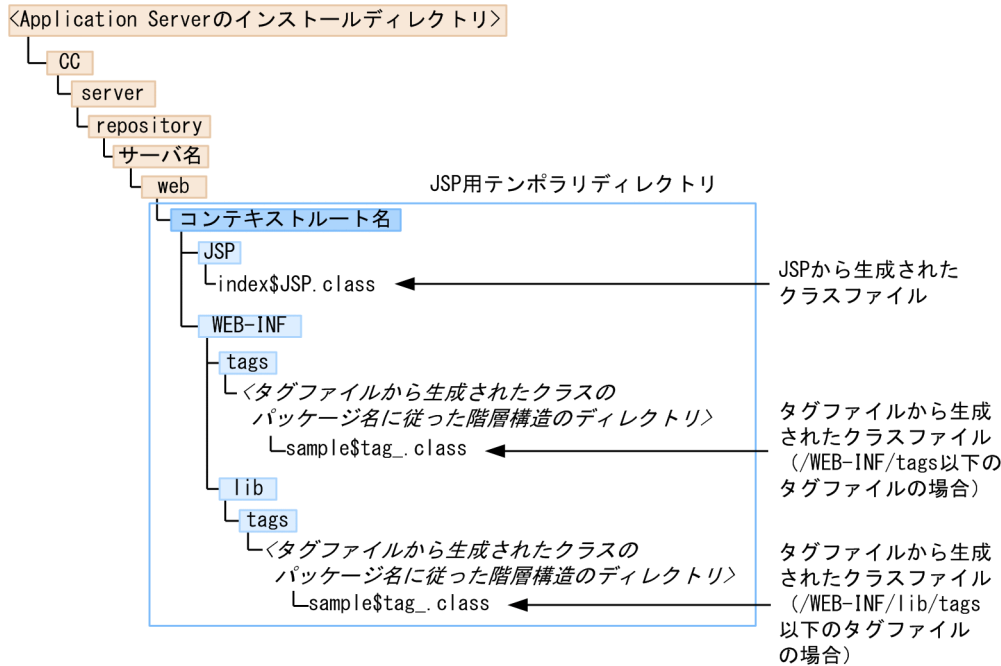 <Application Serverのインストールディレクトリ>
CC
server
repository
サーバ名
web
JSP用テンポラリディレクトリ
コンテキストルート名
JSP
index$JSP.class
JSPから生成された
クラスファイル
WEB-INF
tags
<タグファイルから生成されたクラスの
パッケージ名に従った階層構造のディレクトリ>
sample$tag_.class
タグファイルから生成
されたクラスファイル
（/WEB-INF/tags以下の
タグファイルの場合）
lib
tags
<タグファイルから生成されたクラスの
パッケージ名に従った階層構造のディレクトリ>
sample$tag_.class
タグファイルから生成
されたクラスファイル
（/WEB-INF/lib/tags
以下のタグファイル
の場合）